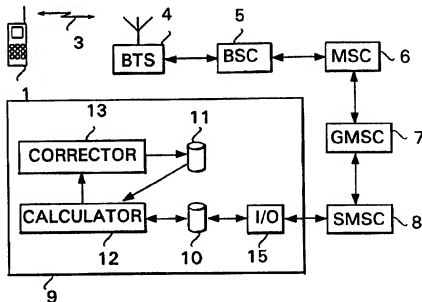 4
5
3
BTS
BSC
MSC
6
1
13
11
GMSC
7
CORRECTOR
CALCULATOR
I/O
SMSC
8
12
10
15
9